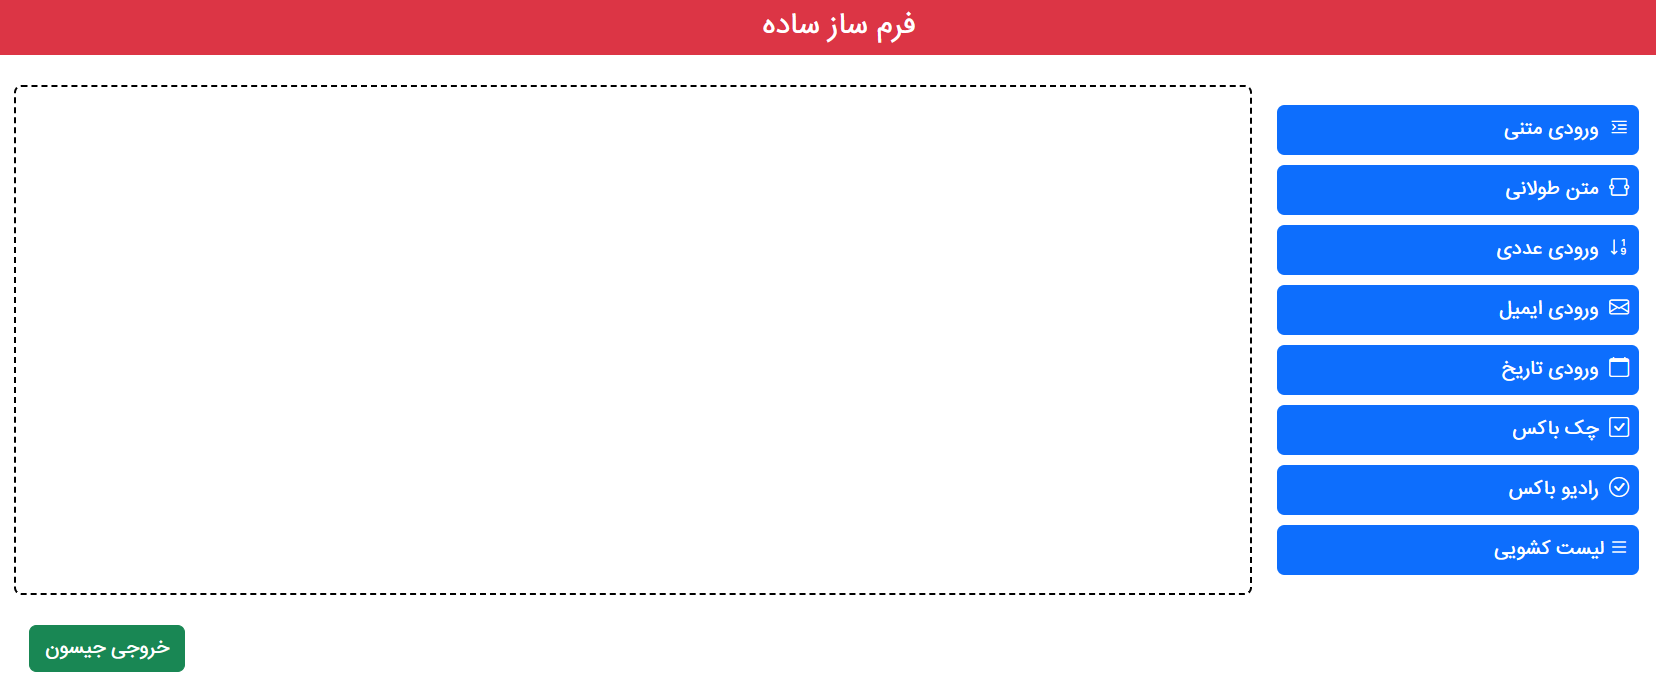 فرم ساز ساده
ورودی متنی
متن طولانی
ورودی عددی
ورودی ایمیل
ورودی تاریخ
چک باکس
رادیو باکس
لیست کشویی
خروجی جیسون